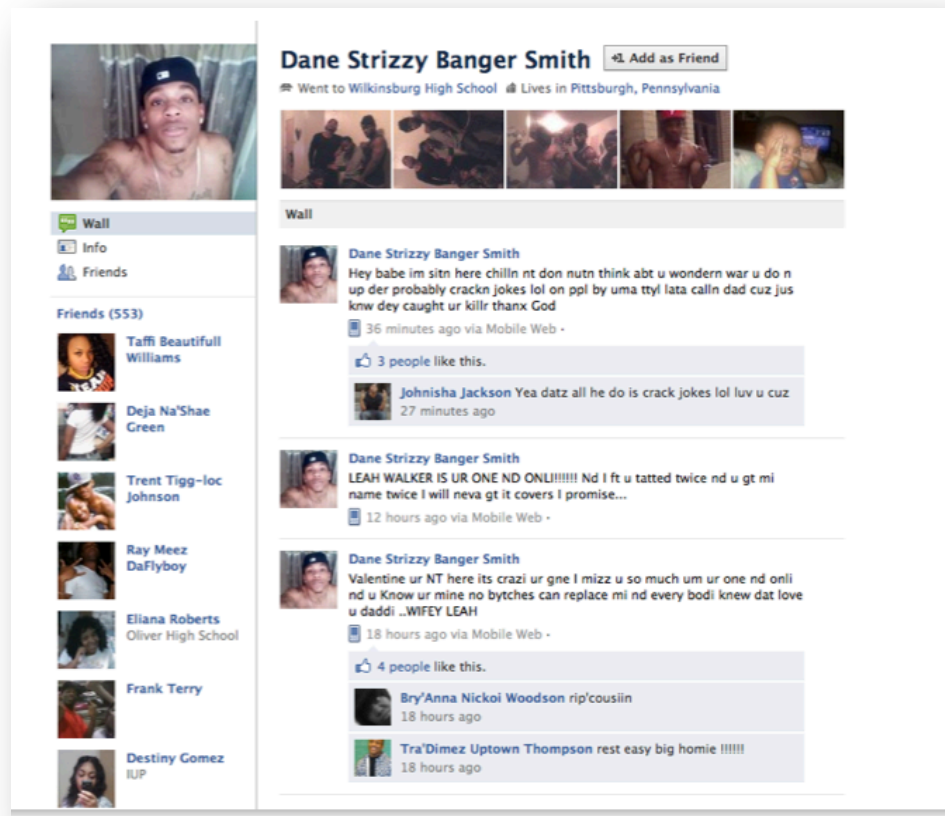 Dane Strizzy Banger Smith
+1 Add as Friend
Went to Wilkinsburg High School Lives in Pittsburgh, Pennsylvania
Wall
Info
Friends
Friends (553)
Taffi Beautifull
Williams
Deja Na'Shae
Green
Trent Tigg-loc
Johnson
Ray Meez
DaFlyboy
Eliana Roberts
Oliver High School
Frank Terry
Destiny Gomez
IUP
Wall
Dane Strizzy Banger Smith
Hey babe im sitn here chilln nt don nutn think abt u wondern war u do n
up der probably crackn jokes lol on ppl by uma ttyl lata calln dad cuz jus
knw dey caught ur killr thanx God
36 minutes ago via Mobile Web ·
3 people like this.
Johnisha Jackson Yea datz all he do is crack jokes lol luv u cuz
27 minutes ago
Dane Strizzy Banger Smith
LEAH WALKER IS UR ONE ND ONLI!!!!!!! Nd I ft u tatted twice nd u gt mi
name twice I will neva gt it covers I promise...
12 hours ago via Mobile Web ·
Dane Strizzy Banger Smith
Valentine ur NT here its crazi ur gne I mizz u so much um ur one nd onli
nd u Know ur mine no bytches can replace mi nd every bodi knew dat love
u daddi ..WIFEY LEAH
18 hours ago via Mobile Web ·
4 people like this.
Bry'Anna Nickoi Woodson rip'cousiin
18 hours ago
Tra'Dimez Uptown Thompson rest easy big homie !!!!!!
18 hours ago